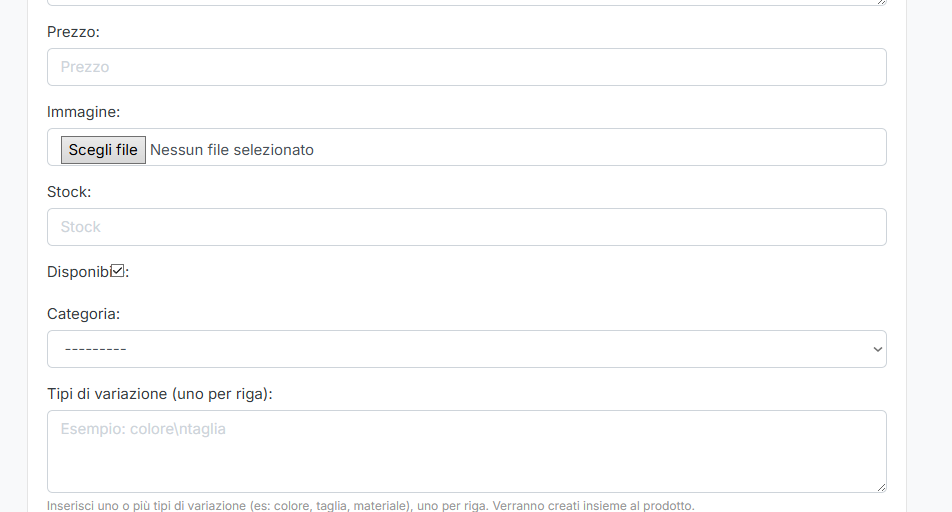 Prezzo:
Prezzo
Immagine:
Scegli file Nessun file selezionato
Stock:
Stock
Disponibi:
Categoria:
---------
Tipi di variazione (uno per riga):
Esempio: colore\ntaglia
Inserisci uno o più tipi di variazione (es: colore, taglia, materiale), uno per riga. Verranno creati insieme al prodotto.